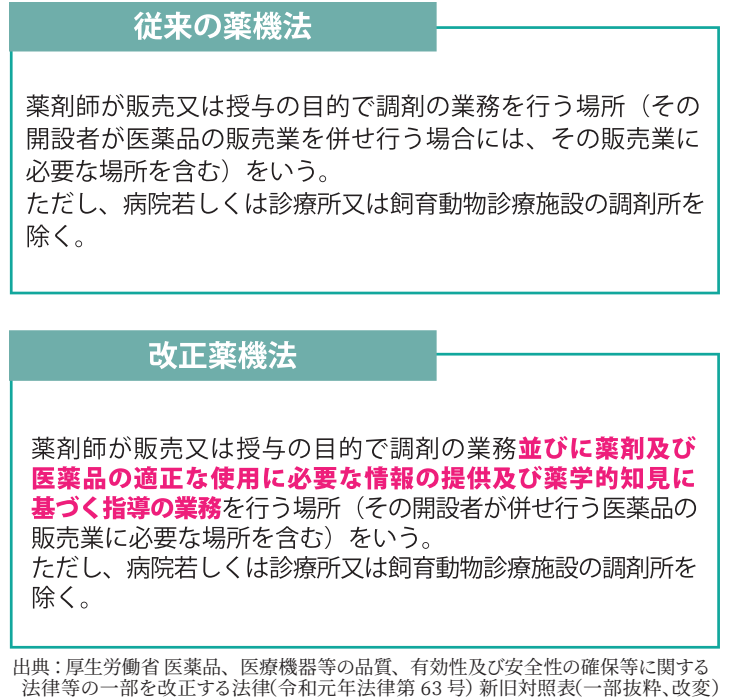 従来の薬機法
薬剤師が販売又は授与の目的で調剤の業務を行う場所（その
開設者が医薬品の販売業を併せ行う場合には、その販売業に
必要な場所を含む）をいう。
ただし、病院若しくは診療所又は飼育動物診療施設の調剤所を
除く。
改正薬機法
薬剤師が販売又は授与の目的で調剤の業務並びに薬剤及び
医薬品の適正な使用に必要な情報の提供及び薬学的知見に
基づく指導の業務を行う場所（その開設者が併せ行う医薬品の
販売業に必要な場所を含む）をいう。
ただし、病院若しくは診療所又は飼育動物診療施設の調剤所を
除く。
出典：厚生労働省 医薬品、医療機器等の品質、有効性及び安全性の確保等に関する
法律等の一部を改正する法律（令和元年法律第 63 号）新旧対照表（一部抜粋、改変）